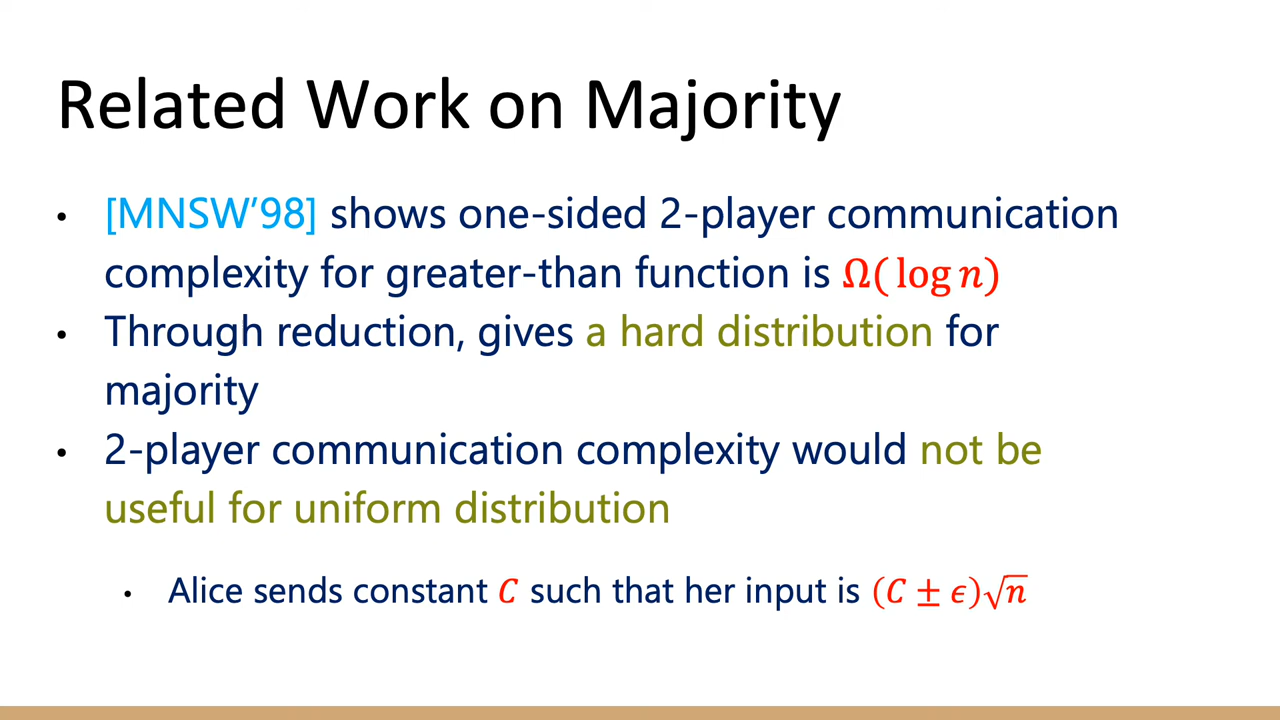 Related Work on Majority
• [MNSW’98] shows one-sided 2-player communication
complexity for greater-than function is Ω( log n)
• Through reduction, gives a hard distribution for
majority
• 2-player communication complexity would not be
useful for uniform distribution
• Alice sends constant C such that her input is (C ± ϵ)√n